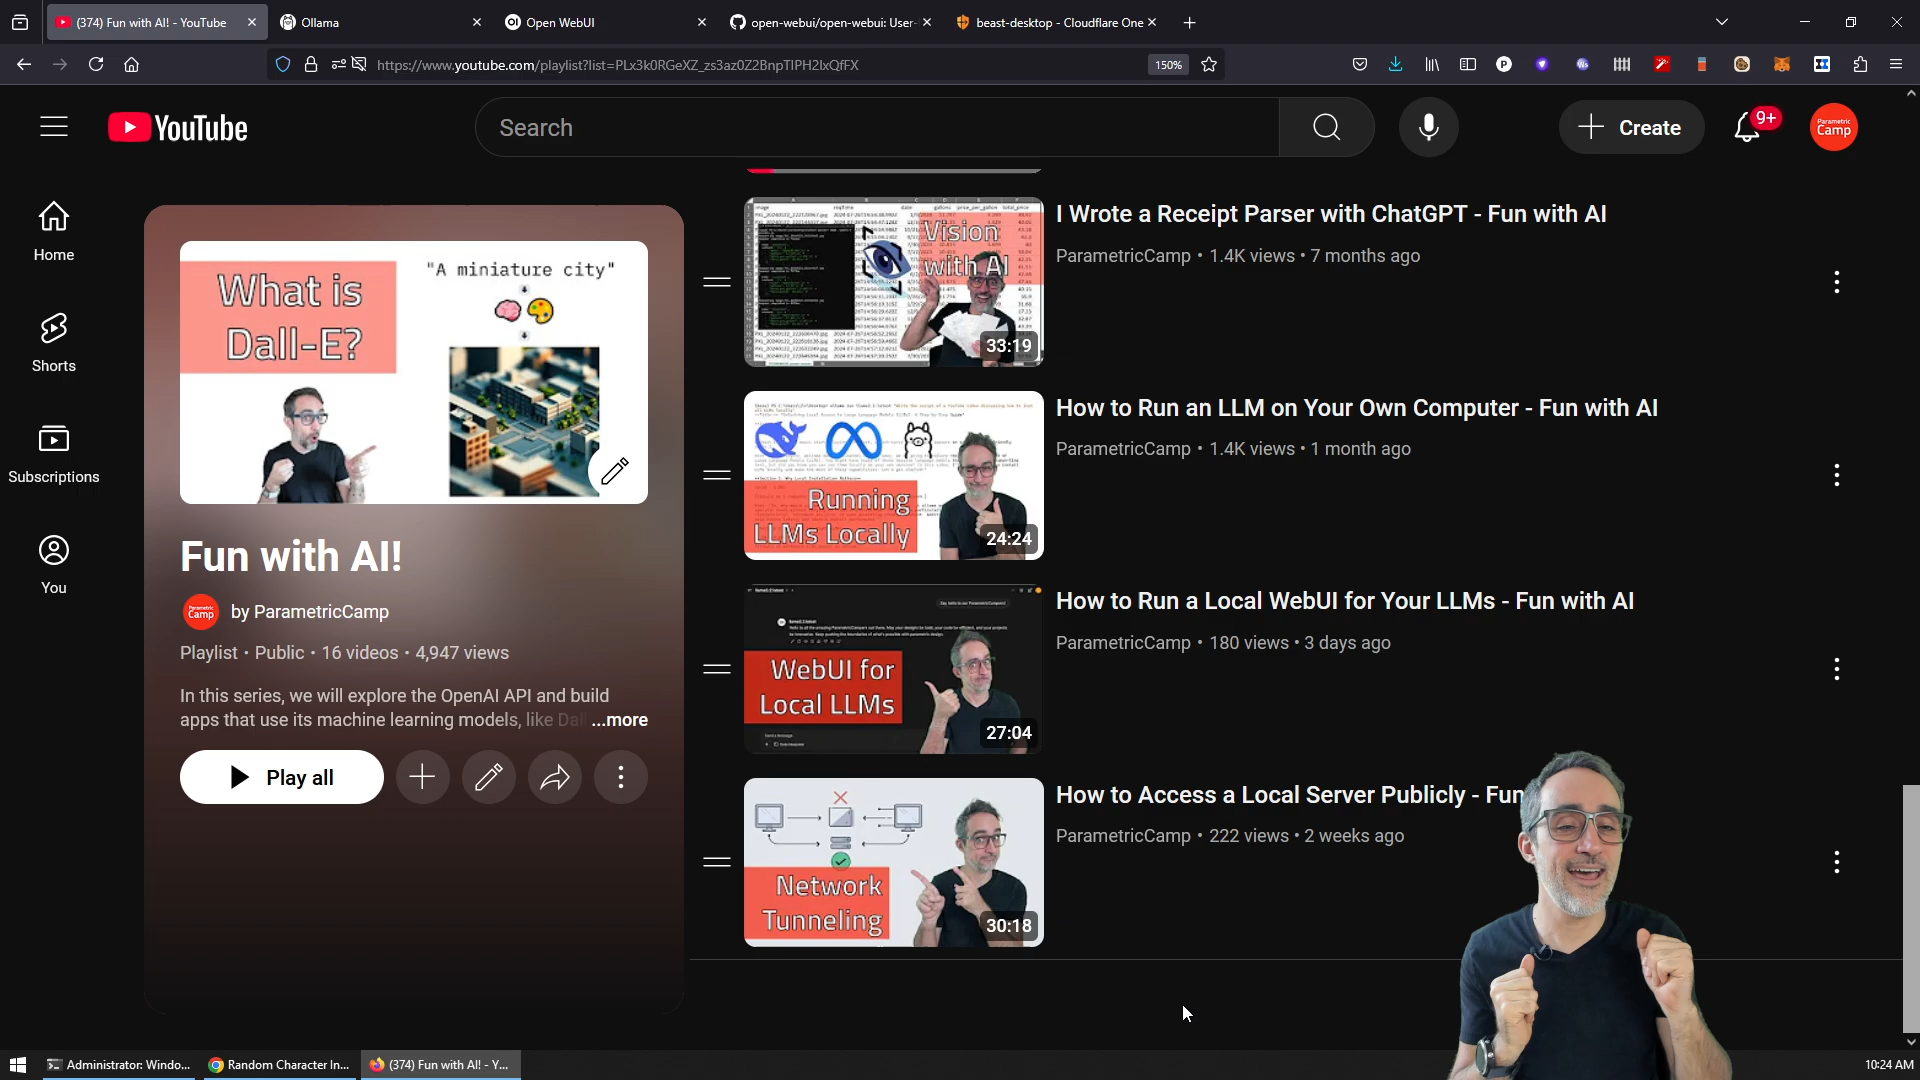 (374) Fun with AI! - YouTube
Ollama
Open WebUI
open-webui/open-webui: User-
beast-desktop - Cloudflare One
https://www.youtube.com/playlist?list=PLx3k0RGeXZ_zs3az0Z2BnpTIPH2IxQfFX
150%
YouTube
Search
Create
9+
Parametric
Camp
Home
Shorts
Subscriptions
You
What is
Dall-E?
"A miniature city"
Fun with AI!
Parametric
Camp
by ParametricCamp
Playlist • Public • 16 videos • 4,947 views
In this series, we will explore the OpenAI API and build
apps that use its machine learning models, like Dal
...more
Play all
Vision
with AI
33:19
I Wrote a Receipt Parser with ChatGPT - Fun with AI
ParametricCamp • 1.4K views • 7 months ago
Running
LLMs Locally
24:24
How to Run an LLM on Your Own Computer - Fun with AI
ParametricCamp • 1.4K views • 1 month ago
WebUI for
Local LLMs
27:04
How to Run a Local WebUI for Your LLMs - Fun with AI
ParametricCamp • 180 views • 3 days ago
Network
Tunneling
30:18
How to Access a Local Server Publicly - Fun
ParametricCamp • 222 views • 2 weeks ago
Administrator: Windo...
Random Character In...
(374) Fun with AI! - Y...
10:24 AM